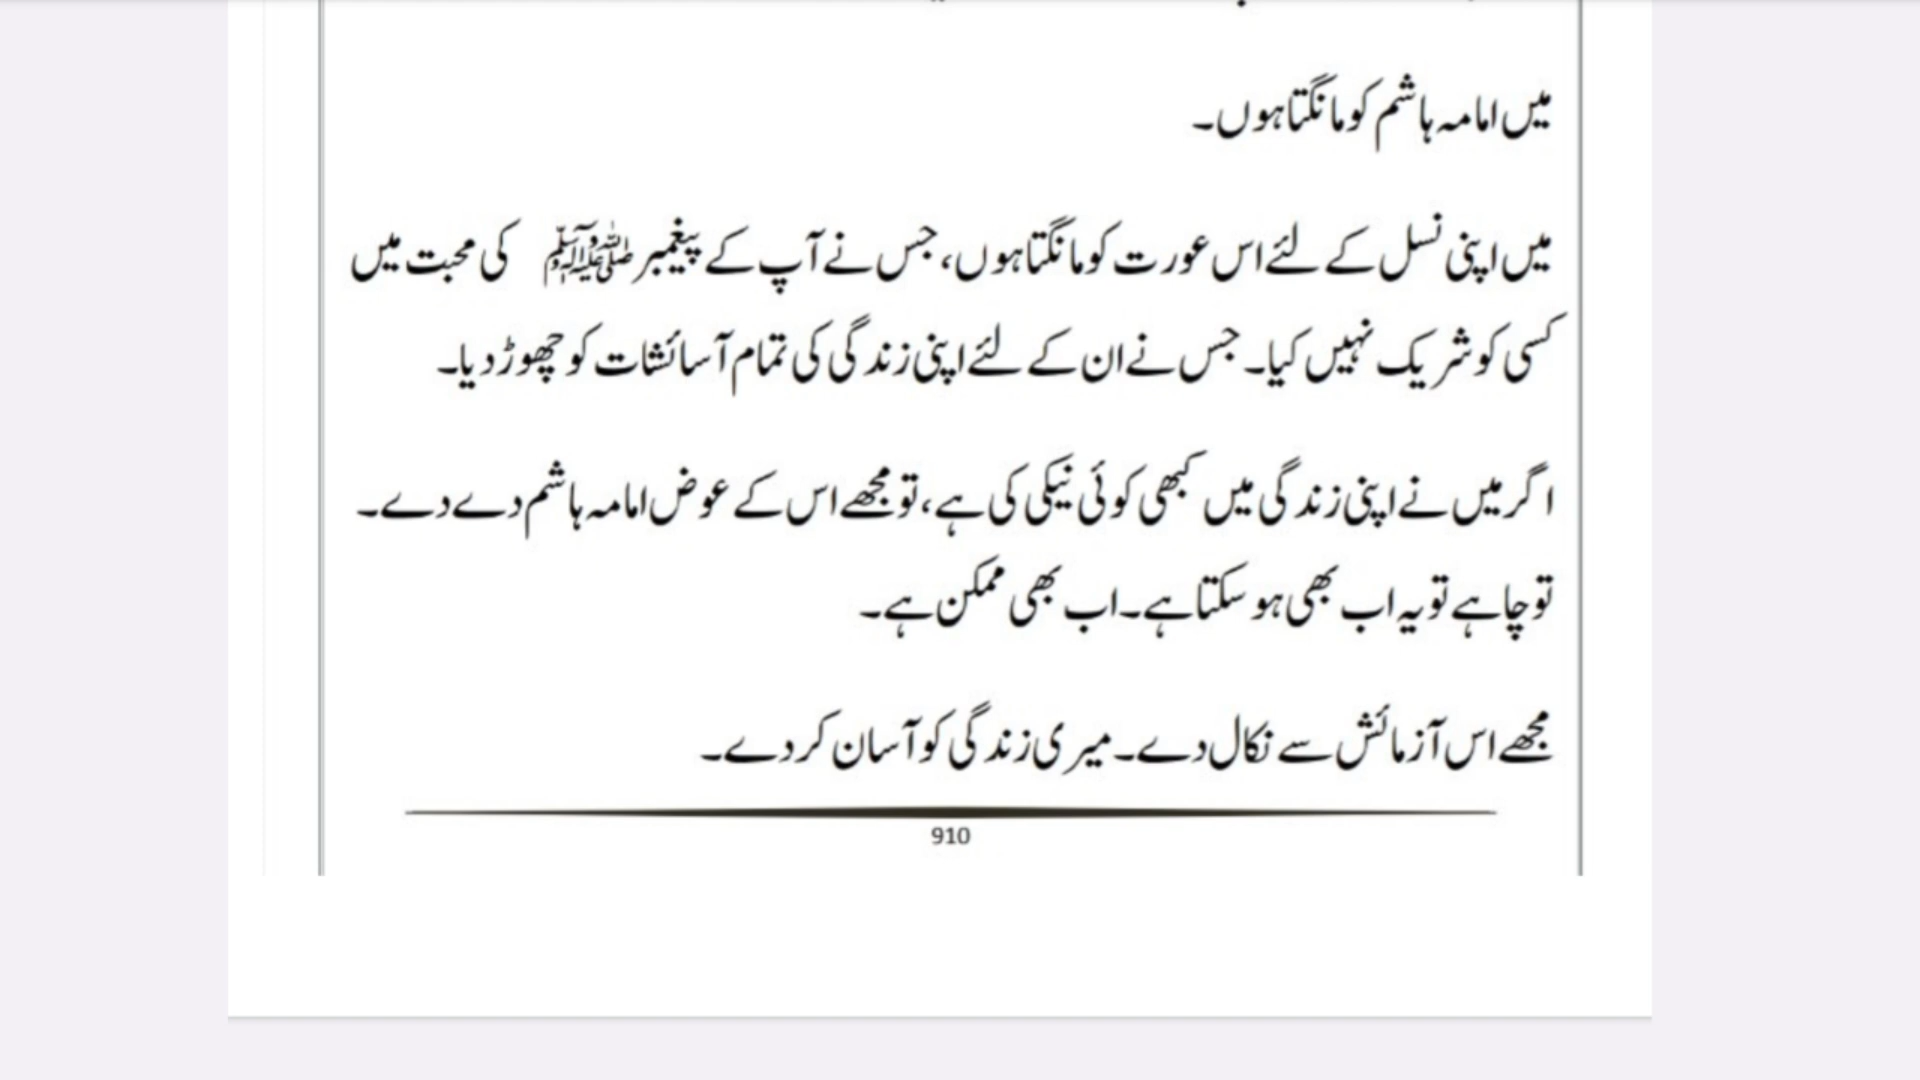 میں امامہ ہاشم کو مانگتا ہوں۔
میں اپنی نسل کے لئے اس عورت کو مانگتا ہوں، جس نے آپ کے پیغمبر ﷺ کی محبت میں
کسی کو شریک نہیں کیا۔ جس نے ان کے لئے اپنی زندگی کی تمام آسائشات کو چھوڑ دیا۔
اگر میں نے اپنی زندگی میں کبھی کوئی نیکی کی ہے، تو مجھے اس کے عوض امامہ ہاشم دے دے۔
تو چاہے تو یہ اب بھی ہو سکتا ہے۔ اب بھی ممکن ہے۔
مجھے اس آزمائش سے نکال دے۔ میری زندگی کو آسان کر دے۔
910